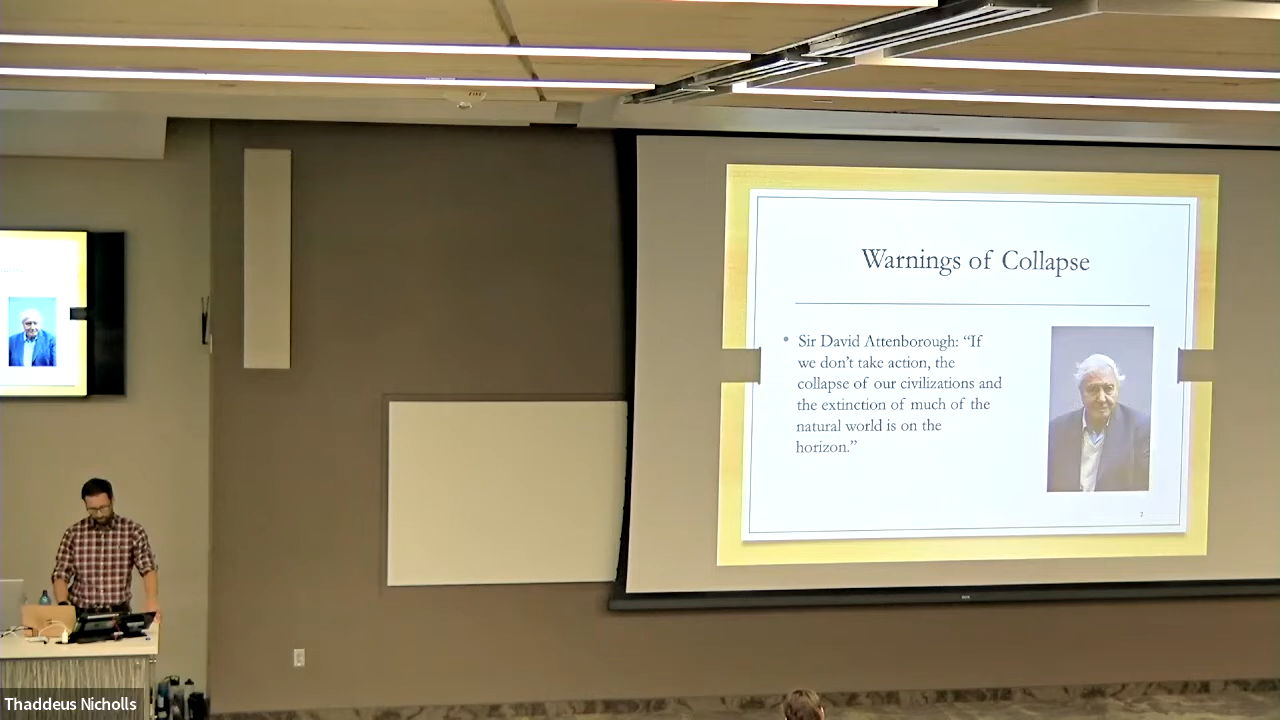 Warnings of Collapse
• Sir David Attenborough: “If
we don’t take action, the
collapse of our civilizations and
the extinction of much of the
natural world is on the
horizon.”
7
Thaddeus Nicholls